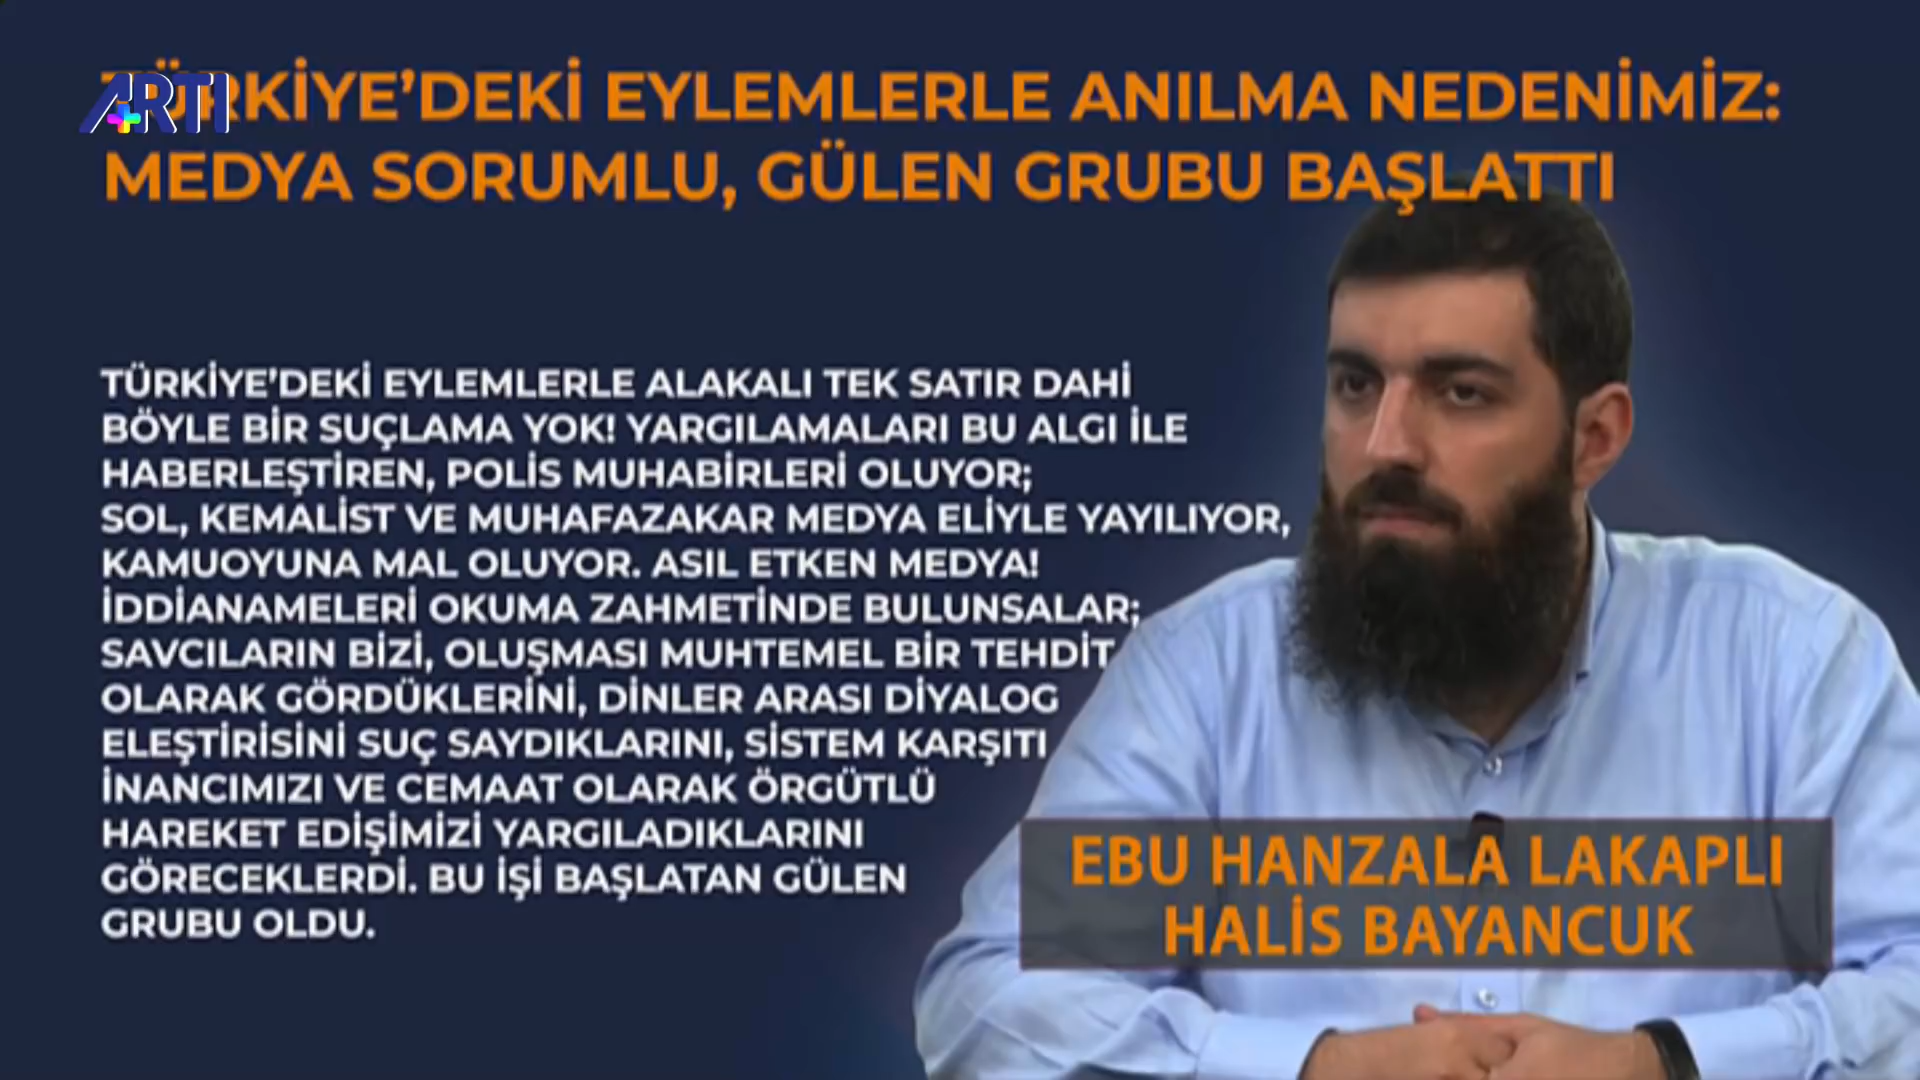 ARTI
TÜRKİYE’DEKİ EYLEMLERLE ANILMA NEDENİMİZ:
MEDYA SORUMLU, GÜLEN GRUBU BAŞLATTI
TÜRKİYE’DEKİ EYLEMLERLE ALAKALI TEK SATIR DAHİ
BÖYLE BİR SUÇLAMA YOK! YARGILAMALARI BU ALGI İLE
HABERLEŞTİREN, POLİS MUHABİRLERİ OLUYOR;
SOL, KEMALİST VE MUHAFAZAKAR MEDYA ELİYLE YAYILIYOR,
KAMUOYUNA MAL OLUYOR. ASIL ETKEN MEDYA!
İDDİANAMELERİ OKUMA ZAHMETİNDE BULUNSALAR;
SAVCILARIN BİZİ, OLUŞMASI MUHTEMEL BİR TEHDİT
OLARAK GÖRDÜKLERİNİ, DİNLER ARASI DİYALOG
ELEŞTİRİSİNİ SUÇ SAYDIKLARINI, SİSTEM KARŞITI
İNANCIMIZI VE CEMAAT OLARAK ÖRGÜTLÜ
HAREKET EDİŞİMİZİ YARGILADIKLARINI
GÖRECEKLERDİ. BU İŞİ BAŞLATAN GÜLEN
GRUBU OLDU.
EBU HANZALA LAKAPLI
HALİS BAYANCUK